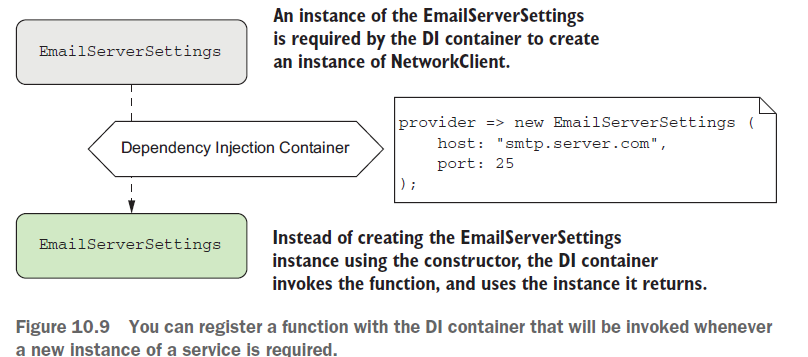 An instance of the EmailServerSettings
is required by the DI container to create
an instance of NetworkClient.
EmailServerSettings
Dependency Injection Container
provider => new EmailServerSettings (
    host: "smtp.server.com",
    port: 25
);
EmailServerSettings
Instead of creating the EmailServerSettings
instance using the constructor, the DI container
invokes the function, and uses the instance it returns.
Figure 10.9 You can register a function with the DI container that will be invoked whenever
a new instance of a service is required.